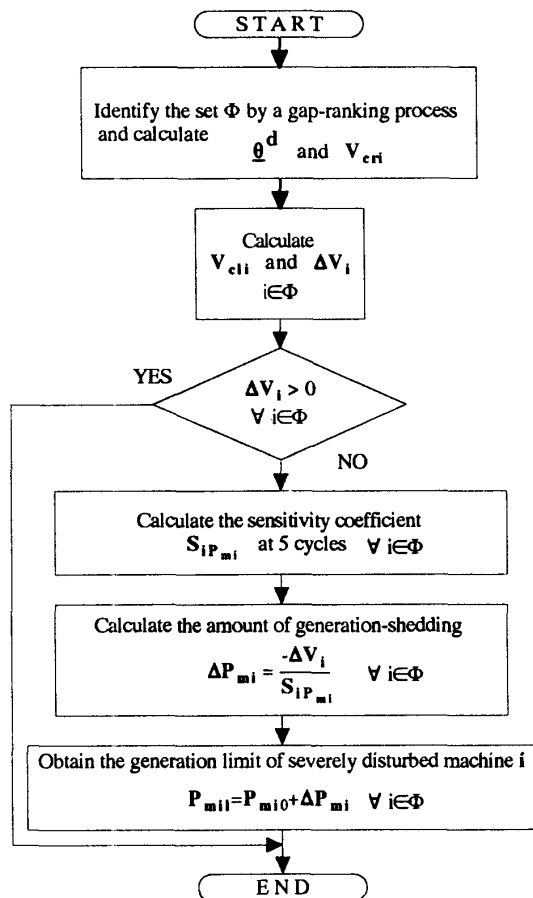 START
Identify the set Φ by a gap-ranking process
and calculate
θ^d and V_cri
Calculate
V_cli and ΔV_i
i∈Φ
YES
ΔV_i > 0
∀ i∈Φ
NO
Calculate the sensitivity coefficient
S_iP_mi at 5 cycles ∀ i∈Φ
Calculate the amount of generation-shedding
ΔP_mi = -ΔV_i / S_iP_mi ∀ i∈Φ
Obtain the generation limit of severely disturbed machine i
P_mil=P_mi0+ΔP_mi ∀ i∈Φ
END